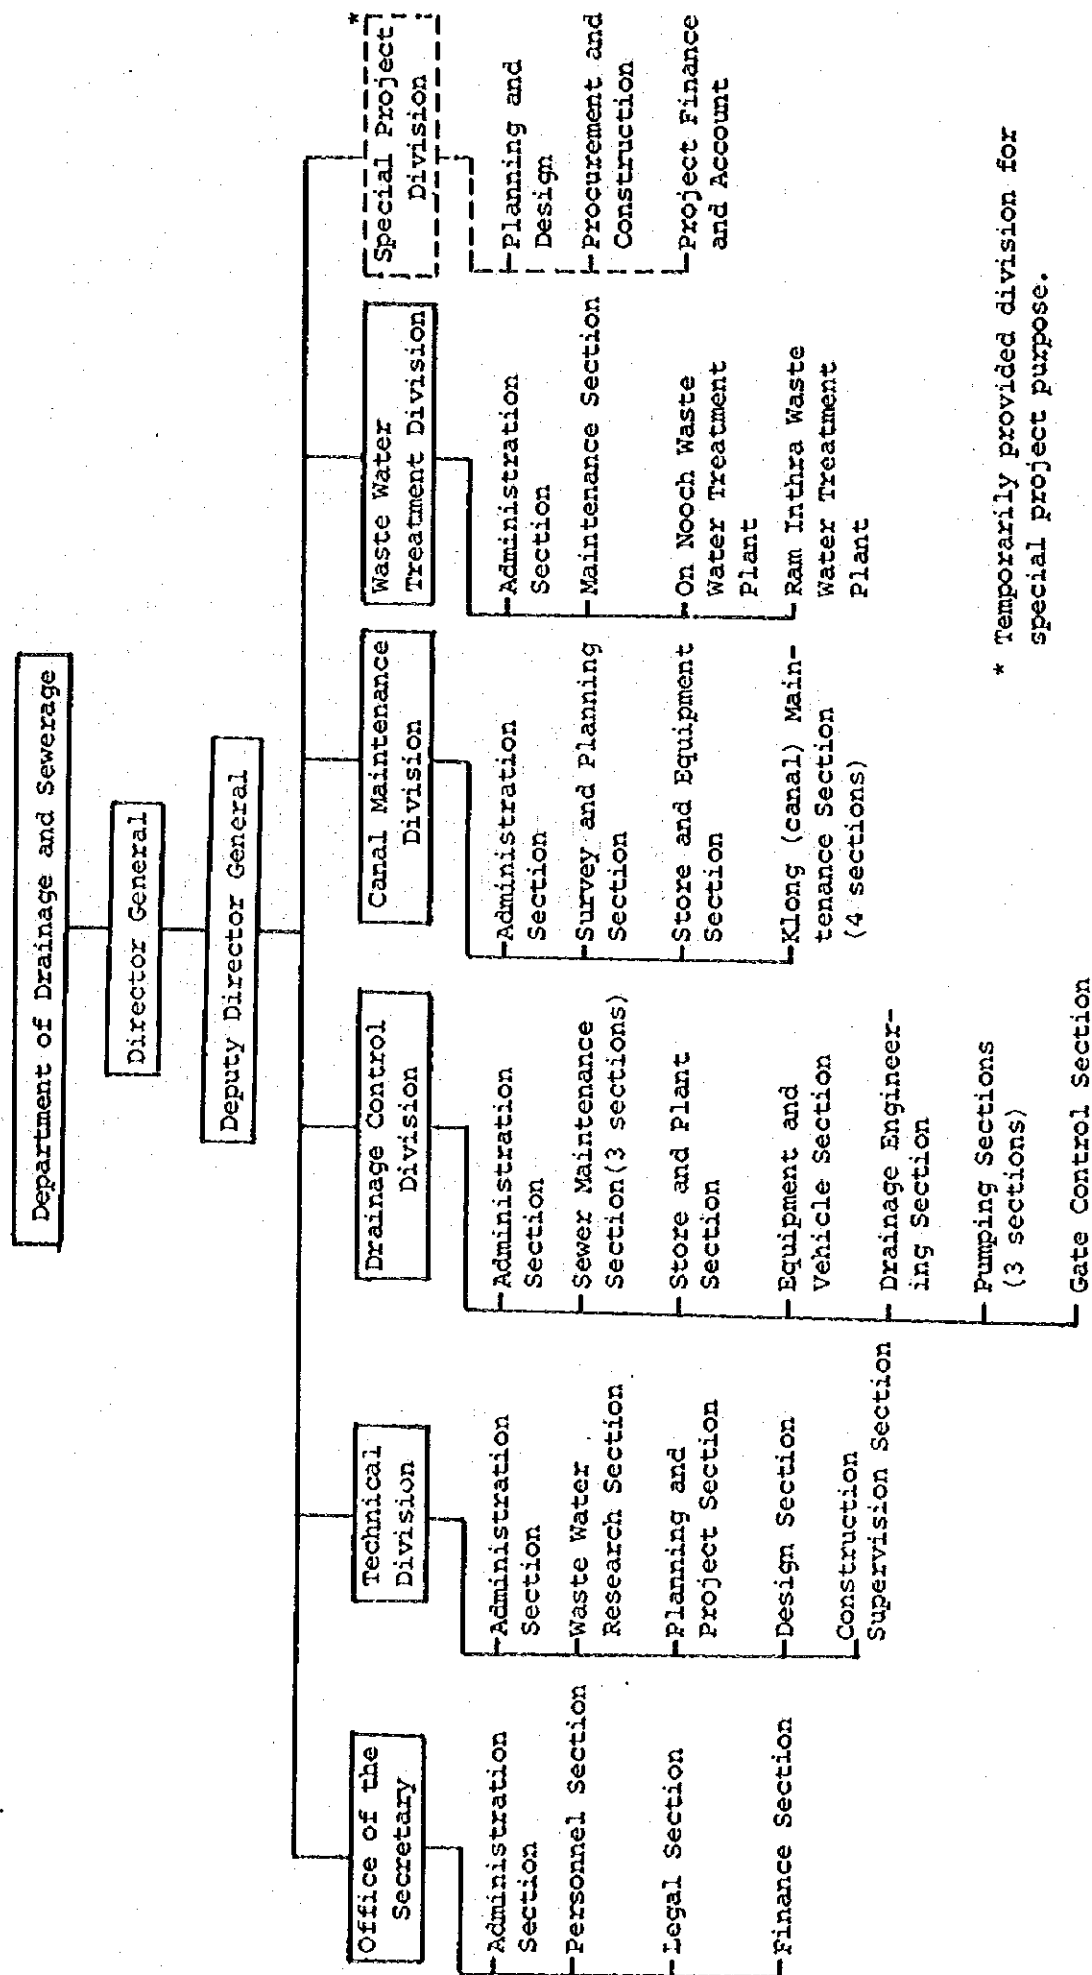 Department of Drainage and Sewerage
Director General
Deputy Director General
Office of the
Secretary
Administration
Section
Personnel Section
Legal Section
Finance Section
Technical
Division
Administration
Section
Waste Water
Research Section
Planning and
Project Section
Design Section
Construction
Supervision Section
Drainage Control
Division
Administration
Section
Sewer Maintenance
Section(3 sections)
Store and Plant
Section
Equipment and
Vehicle Section
Drainage Engineer-
ing Section
Pumping Sections
(3 sections)
Gate Control Section
Canal Maintenance
Division
Administration
Section
Survey and Planning
Section
Store and Equipment
Section
Klong (canal) Main-
tenance Section
(4 sections)
Waste Water
Treatment Division
Administration
Section
Maintenance Section
On Nooch Waste
Water Treatment
Plant
Ram Inthra Waste
Water Treatment
Plant
*
Special Project
Division
Planning and
Design
Procurement and
Construction
Project Finance
and Account
* Temporarily provided division for
special project purpose.